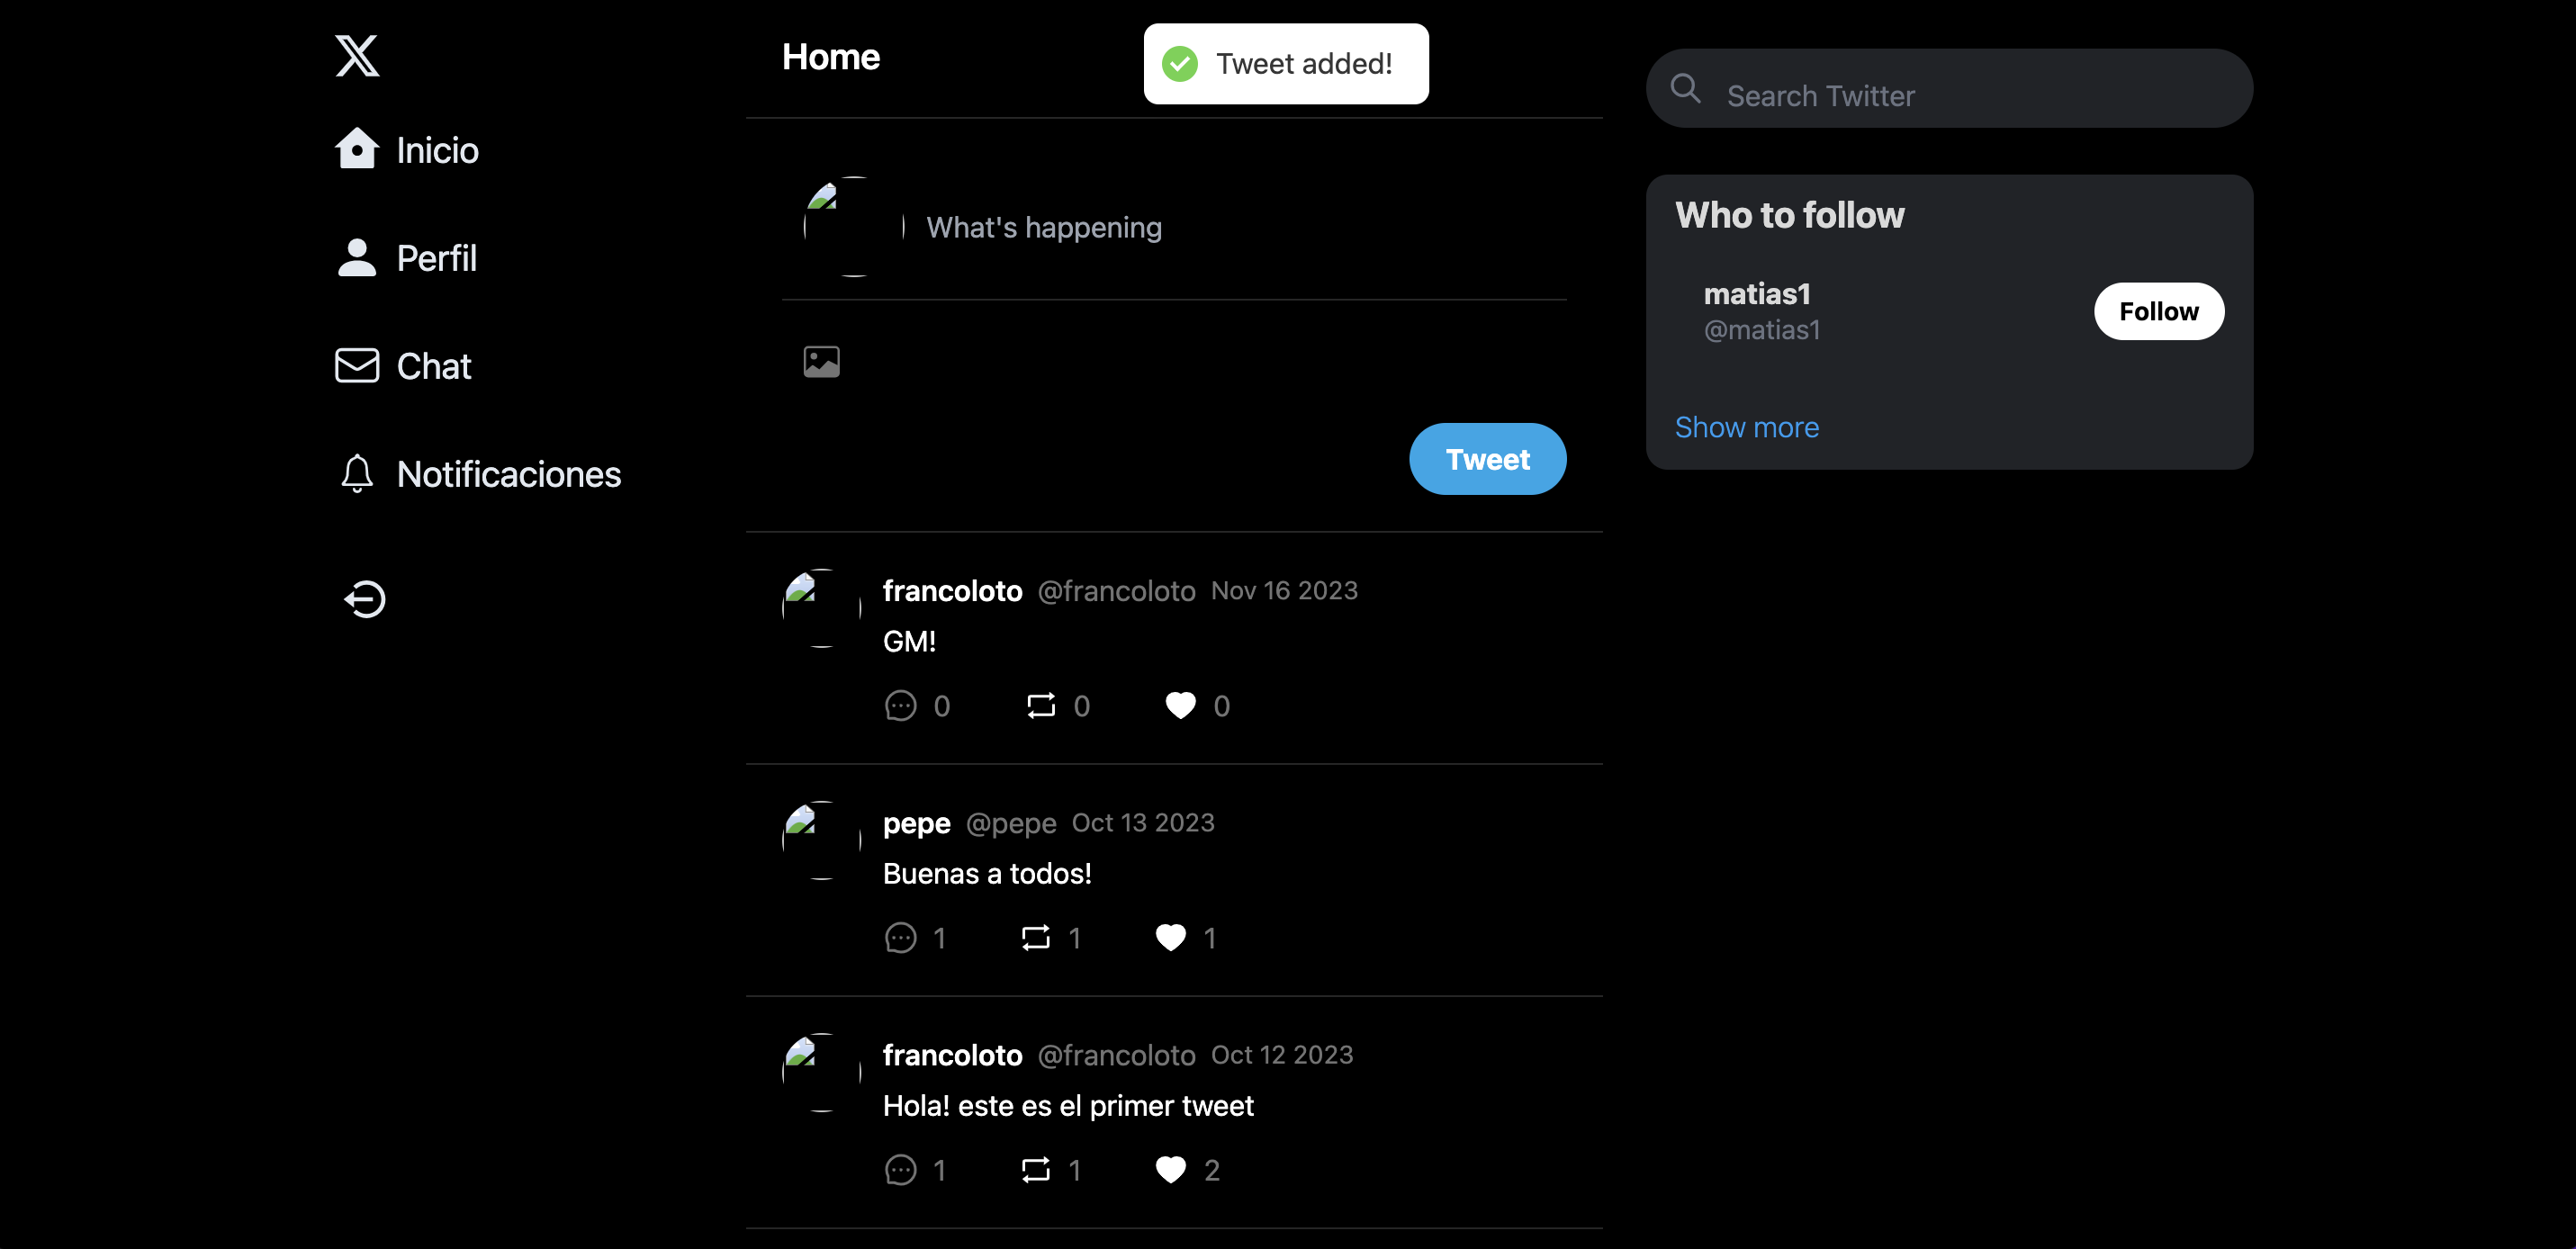 Home
Tweet added!
Search Twitter
Inicio
Perfil
Chat
Notificaciones
What's happening
Tweet
Who to follow
matias1
@matias1
Follow
Show more
francoloto @francoloto Nov 16 2023
GM!
0 0 0
pepe @pepe Oct 13 2023
Buenas a todos!
1 1 1
francoloto @francoloto Oct 12 2023
Hola! este es el primer tweet
1 1 2